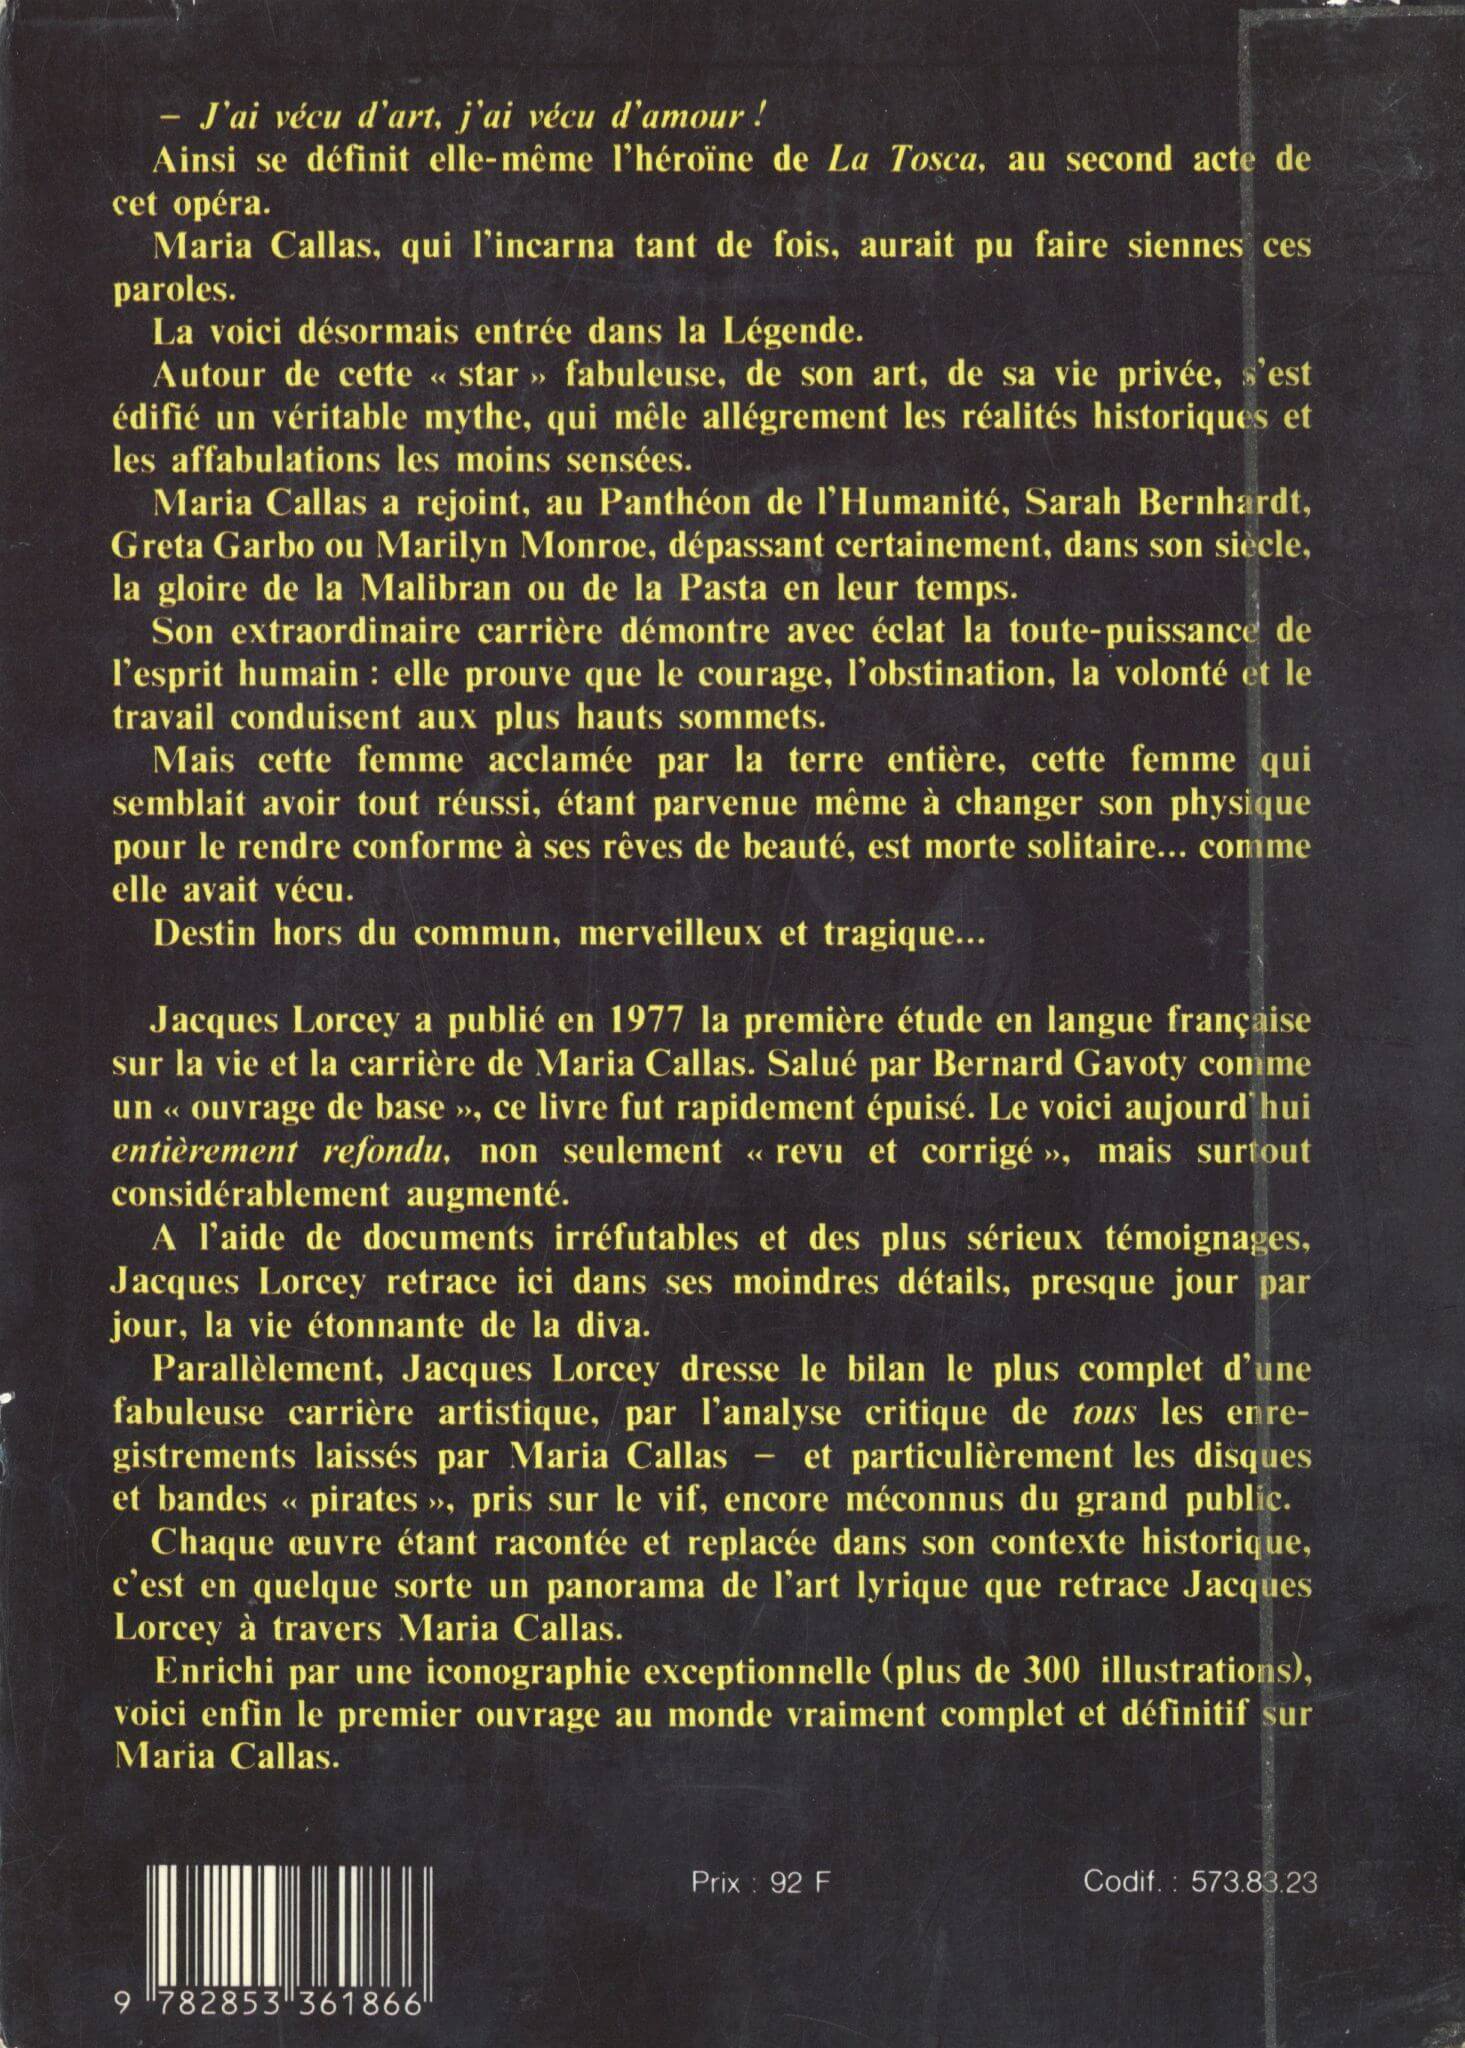 – J'ai vécu d'art, j'ai vécu d'amour !
Ainsi se définit elle-même l'héroïne de La Tosca, au second acte de
cet opéra.
Maria Callas, qui l'incarna tant de fois, aurait pu faire siennes ces
paroles.
La voici désormais entrée dans la Légende.
Autour de cette « star » fabuleuse, de son art, de sa vie privée, s'est
édifié un véritable mythe, qui mêle allégrement les réalités historiques et
les affabulations les moins sensées.
Maria Callas a rejoint, au Panthéon de l'Humanité, Sarah Bernhardt,
Greta Garbo ou Marilyn Monroe, dépassant certainement, dans son siècle,
la gloire de la Malibran ou de la Pasta en leur temps.
Son extraordinaire carrière démontre avec éclat la toute-puissance de
l'esprit humain : elle prouve que le courage, l'obstination, la volonté et le
travail conduisent aux plus hauts sommets.
Mais cette femme acclamée par la terre entière, cette femme qui
semblait avoir tout réussi, étant parvenue même à changer son physique
pour le rendre conforme à ses rêves de beauté, est morte solitaire... comme
elle avait vécu.
Destin hors du commun, merveilleux et tragique...
Jacques Lorcey a publié en 1977 la première étude en langue française
sur la vie et la carrière de Maria Callas. Salué par Bernard Gavoty comme
un « ouvrage de base », ce livre fut rapidement épuisé. Le voici aujourd'hui
entièrement refondu, non seulement « revu et corrigé », mais surtout
considérablement augmenté.
A l'aide de documents irréfutables et des plus sérieux témoignages,
Jacques Lorcey retrace ici dans ses moindres détails, presque jour par
jour, la vie étonnante de la diva.
Parallèlement, Jacques Lorcey dresse le bilan le plus complet d'une
fabuleuse carrière artistique, par l'analyse critique de tous les enre-
gistrements laissés par Maria Callas – et particulièrement les disques
et bandes « pirates », pris sur le vif, encore méconnus du grand public.
Chaque œuvre étant racontée et replacée dans son contexte historique,
c'est en quelque sorte un panorama de l'art lyrique que retrace Jacques
Lorcey à travers Maria Callas.
Enrichi par une iconographie exceptionnelle (plus de 300 illustrations),
voici enfin le premier ouvrage au monde vraiment complet et définitif sur
Maria Callas.
Prix : 92 F
Codif. : 573.83.23
9 782853 361866